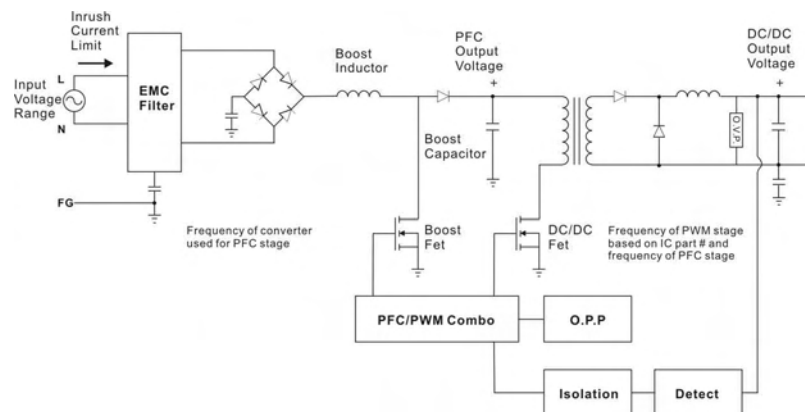 Inrush
Current
Limit
Input
Voltage
Range
L
N
EMC
Filter
FG
Boost
Inductor
PFC
Output
Voltage
+
Boost
Capacitor
DC/DC
Output
Voltage
+
O.V.P.
Frequency of converter
used for PFC stage
Boost
Fet
DC/DC
Fet
Frequency of PWM stage
based on IC part # and
frequency of PFC stage
PFC/PWM Combo
O.P.P
Isolation
Detect